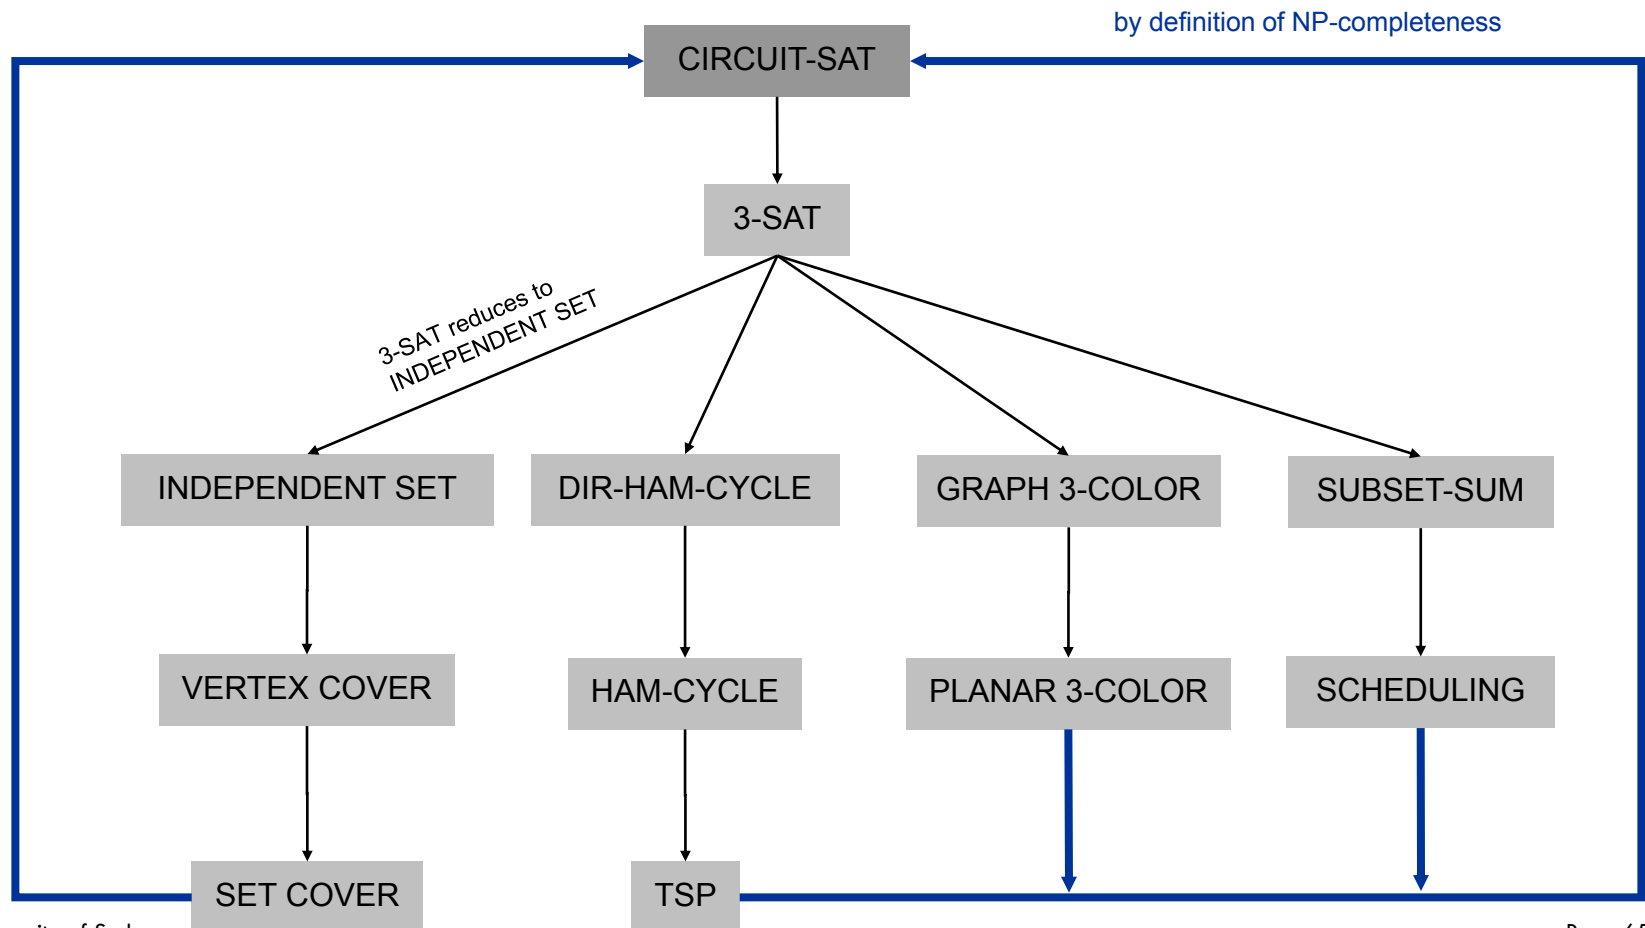 by definition of NP-completeness
CIRCUIT-SAT
3-SAT
3-SAT reduces to
INDEPENDENT SET
INDEPENDENT SET
DIR-HAM-CYCLE
GRAPH 3-COLOR
SUBSET-SUM
VERTEX COVER
HAM-CYCLE
PLANAR 3-COLOR
SCHEDULING
SET COVER
TSP